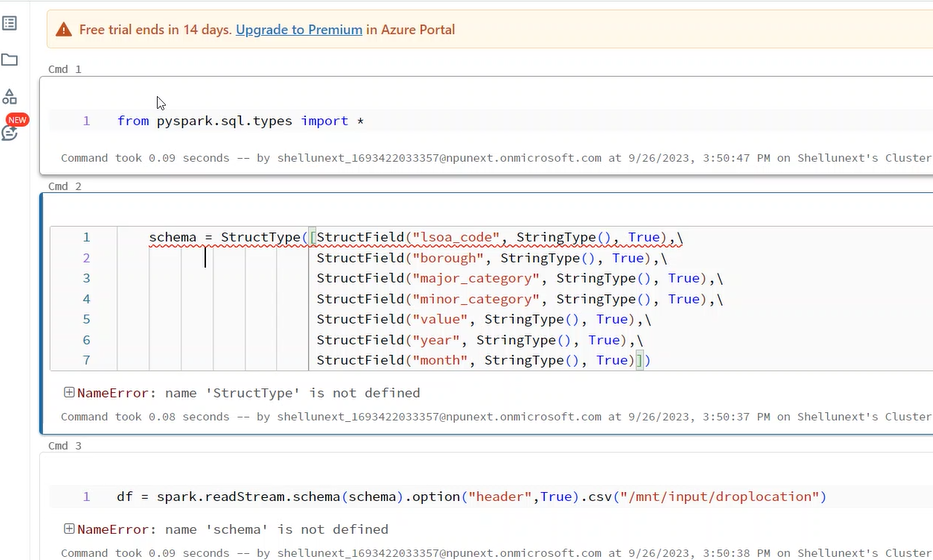 Free trial ends in 14 days. Upgrade to Premium in Azure Portal
Cmd 1
NEW
1 from pyspark.sql.types import *
Command took 0.09 seconds -- by shellunext_1693422033357@npunext.onmicrosoft.com at 9/26/2023, 3:50:47 PM on Shellunext's Cluster
Cmd 2
1 schema = StructType([StructField("lsoa_code", StringType(), True),\
2 StructField("borough", StringType(), True),\
3 StructField("major_category", StringType(), True),\
4 StructField("minor_category", StringType(), True),\
5 StructField("value", StringType(), True),\
6 StructField("year", StringType(), True),\
7 StructField("month", StringType(), True)])
NameError: name 'StructType' is not defined
Command took 0.08 seconds -- by shellunext_1693422033357@npunext.onmicrosoft.com at 9/26/2023, 3:50:37 PM on Shellunext's Cluster
Cmd 3
1 df = spark.readStream.schema(schema).option("header",True).csv("/mnt/input/droplocation")
NameError: name 'schema' is not defined
Command took 0.09 seconds -- by shellunext_1693422033357@npunext.onmicrosoft.com at 9/26/2023, 3:50:38 PM on Shellunext's Cluster